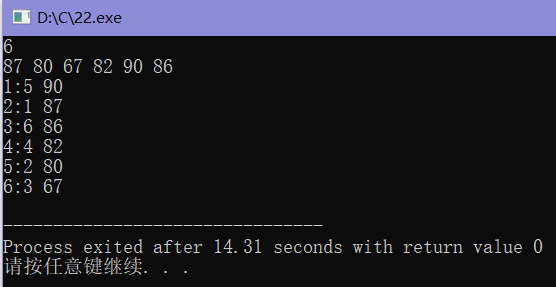 D:\C\22.exe
6
87 80 67 82 90 86
1:5 90
2:1 87
3:6 86
4:4 82
5:2 80
6:3 67
--------------------------------
Process exited after 14.31 seconds with return value 0
请按任意键继续. . .